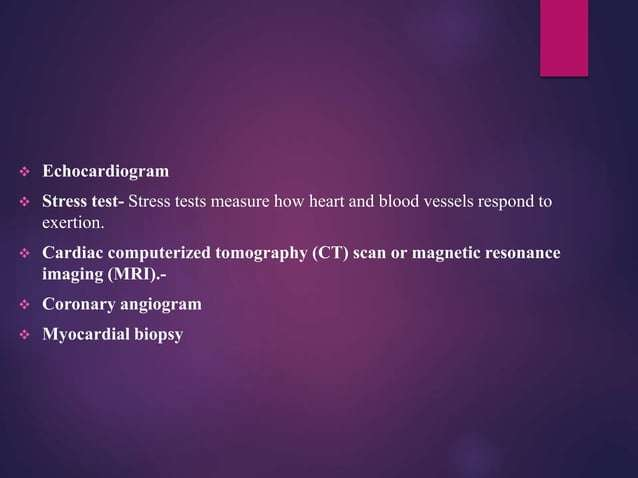 ❖ Echocardiogram
❖ Stress test- Stress tests measure how heart and blood vessels respond to
exertion.
❖ Cardiac computerized tomography (CT) scan or magnetic resonance
imaging (MRI).-
❖ Coronary angiogram
❖ Myocardial biopsy